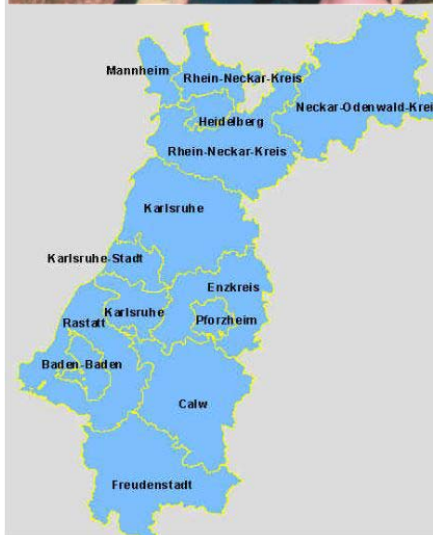 Mannheim
Rhein-Neckar-Kreis
Neckar-Odenwald-Krei
Heidelberg
Rhein-Neckar-Kreis
Karlsruhe
Karlsruhe-Stadt
Enzkreis
Karlsruhe
Rastatt
Pforzheim
Baden-Baden
Calw
Freudenstadt